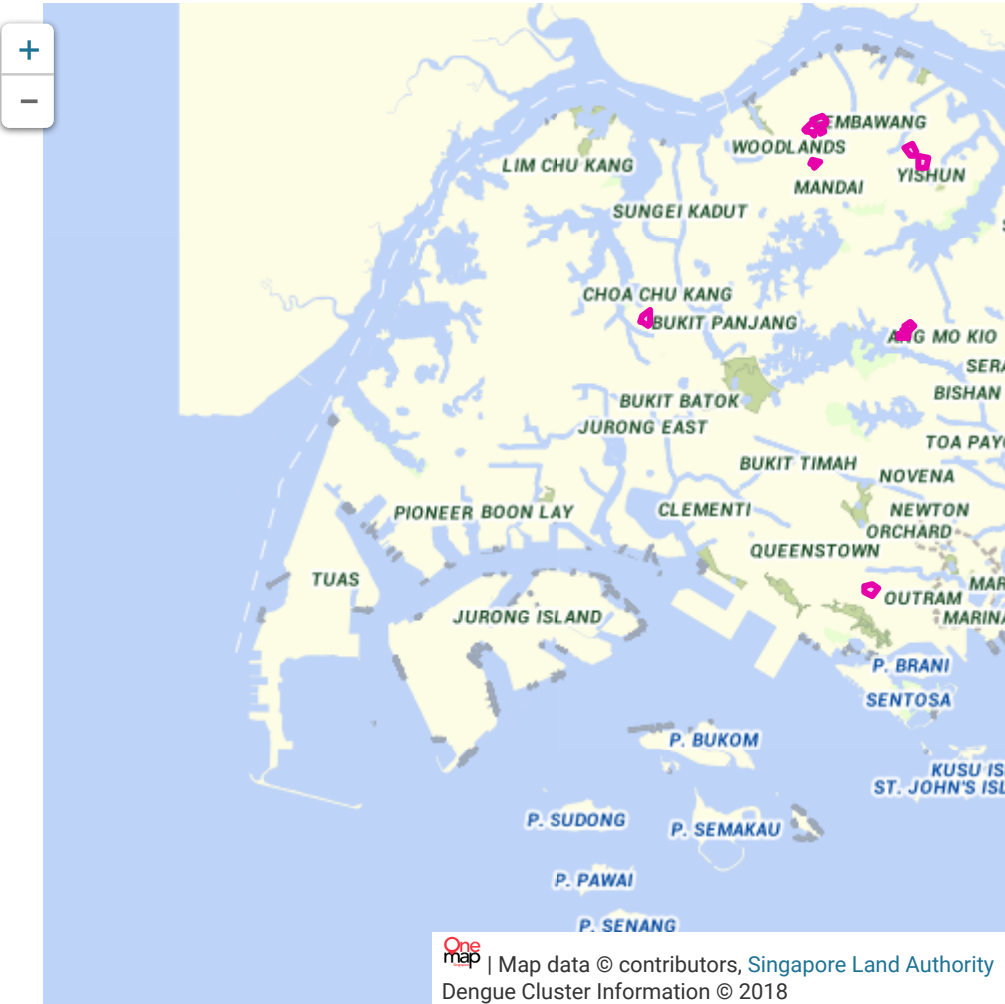 +
−
EMBAWANG
WOODLANDS
LIM CHU KANG
YISHUN
MANDAI
SUNGEI KADUT
CHOA CHU KANG
BUKIT PANJANG
ANG MO KIO
SERA
BISHAN
BUKIT BATOK
JURONG EAST
TOA PAYO
BUKIT TIMAH
NOVENA
PIONEER
BOON LAY
CLEMENTI
NEWTON
ORCHARD
QUEENSTOWN
TUAS
MAR
OUTRAM
JURONG ISLAND
MARINA
P. BRANI
SENTOSA
P. BUKOM
KUSU IS
ST. JOHN'S ISL
P. SUDONG
P. SEMAKAU
P. PAWAI
P. SENANG
One
map | Map data © contributors, Singapore Land Authority
Dengue Cluster Information © 2018